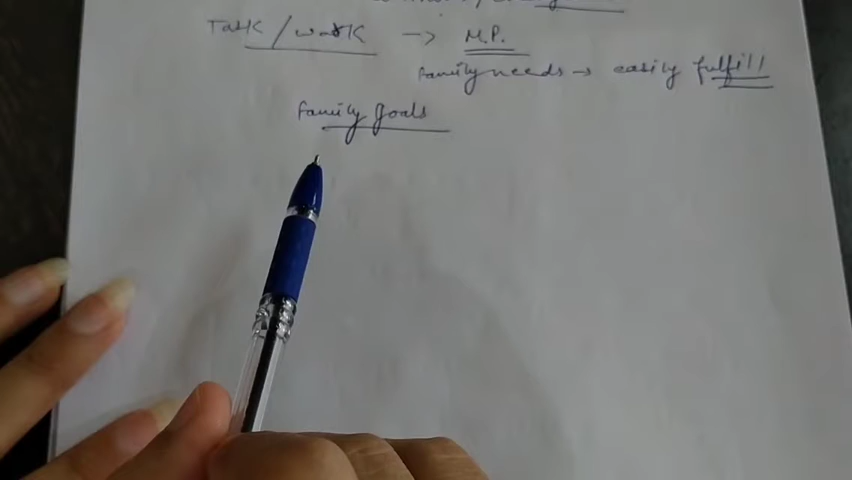 Task / work → M.P.
Family needs → easily fulfill
Family goals